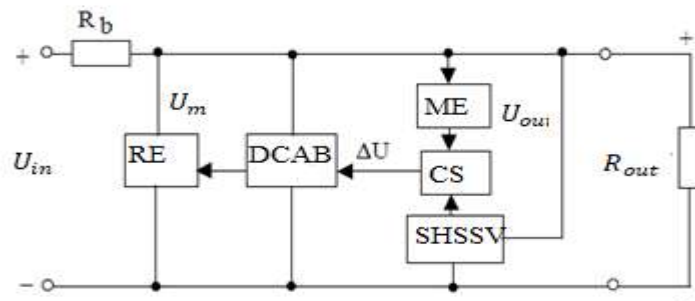 R_b
+
+
U_m
ME
U_out
U_in
RE
DCAB
ΔU
CS
R_out
SHSSV
−